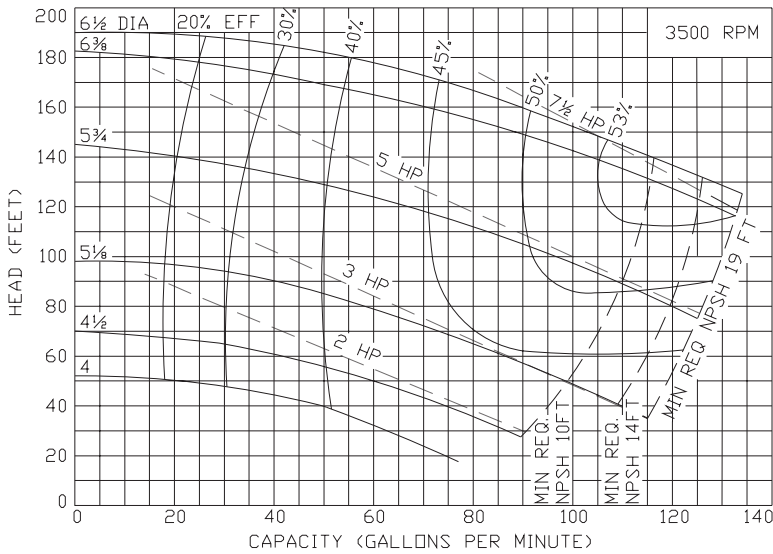 200
6½ DIA 20% EFF 30% 40% 45% 50% 53%
3500 RPM
6⅜
180
7½ HP
160
5¾
140
5 HP
120
5⅛
100
3 HP
80
4½
2 HP
60
4
40
20
0
HEAD (FEET)
MIN REQ.
NPSH 10FT
MIN REQ.
NPSH 14FT
MIN REQ NPSH 19 FT
0 20 40 60 80 100 120 140
CAPACITY (GALLONS PER MINUTE)